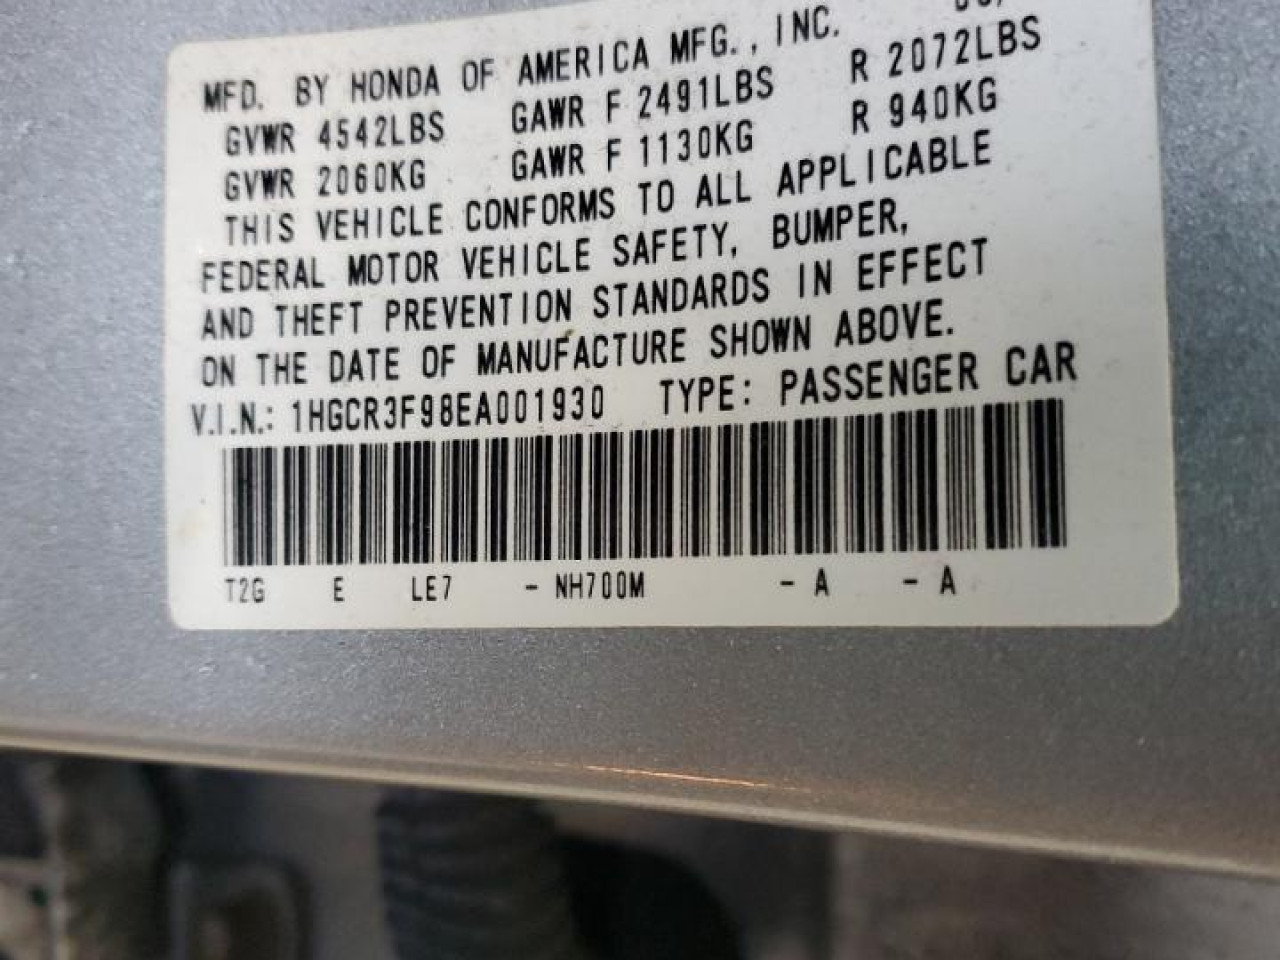 MFD. BY HONDA OF AMERICA MFG., INC.
GVWR 4542LBS GAWR F 2491LBS R 2072LBS
GVWR 2060KG GAWR F 1130KG R 940KG
THIS VEHICLE CONFORMS TO ALL APPLICABLE
FEDERAL MOTOR VEHICLE SAFETY, BUMPER,
AND THEFT PREVENTION STANDARDS IN EFFECT
ON THE DATE OF MANUFACTURE SHOWN ABOVE.
V.I.N.: 1HGCR3F98EA001930 TYPE: PASSENGER CAR
T2G E LE7 - NH700M - A - A